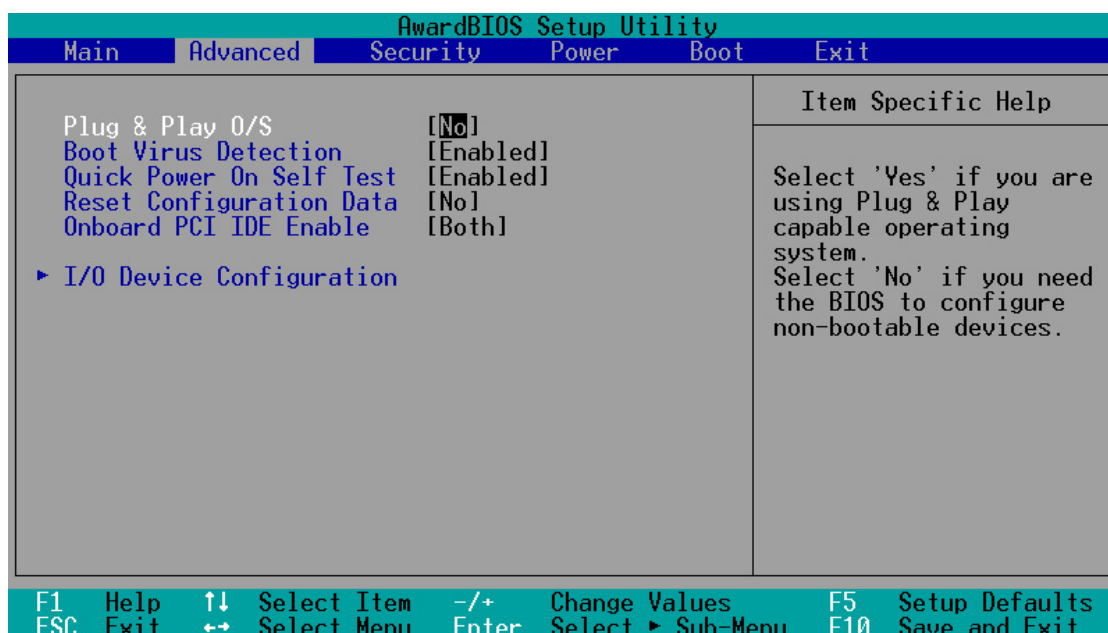 AwardBIOS Setup Utility
Main Advanced Security Power Boot Exit
Item Specific Help
Plug & Play O/S [No]
Boot Virus Detection [Enabled]
Quick Power On Self Test [Enabled]
Reset Configuration Data [No]
Onboard PCI IDE Enable [Both]
► I/O Device Configuration
Select 'Yes' if you are
using Plug & Play
capable operating
system.
Select 'No' if you need
the BIOS to configure
non-bootable devices.
F1 Help ↑↓ Select Item -/+ Change Values F5 Setup Defaults
ESC Exit ←→ Select Menu Enter Select ► Sub-Menu F10 Save and Exit